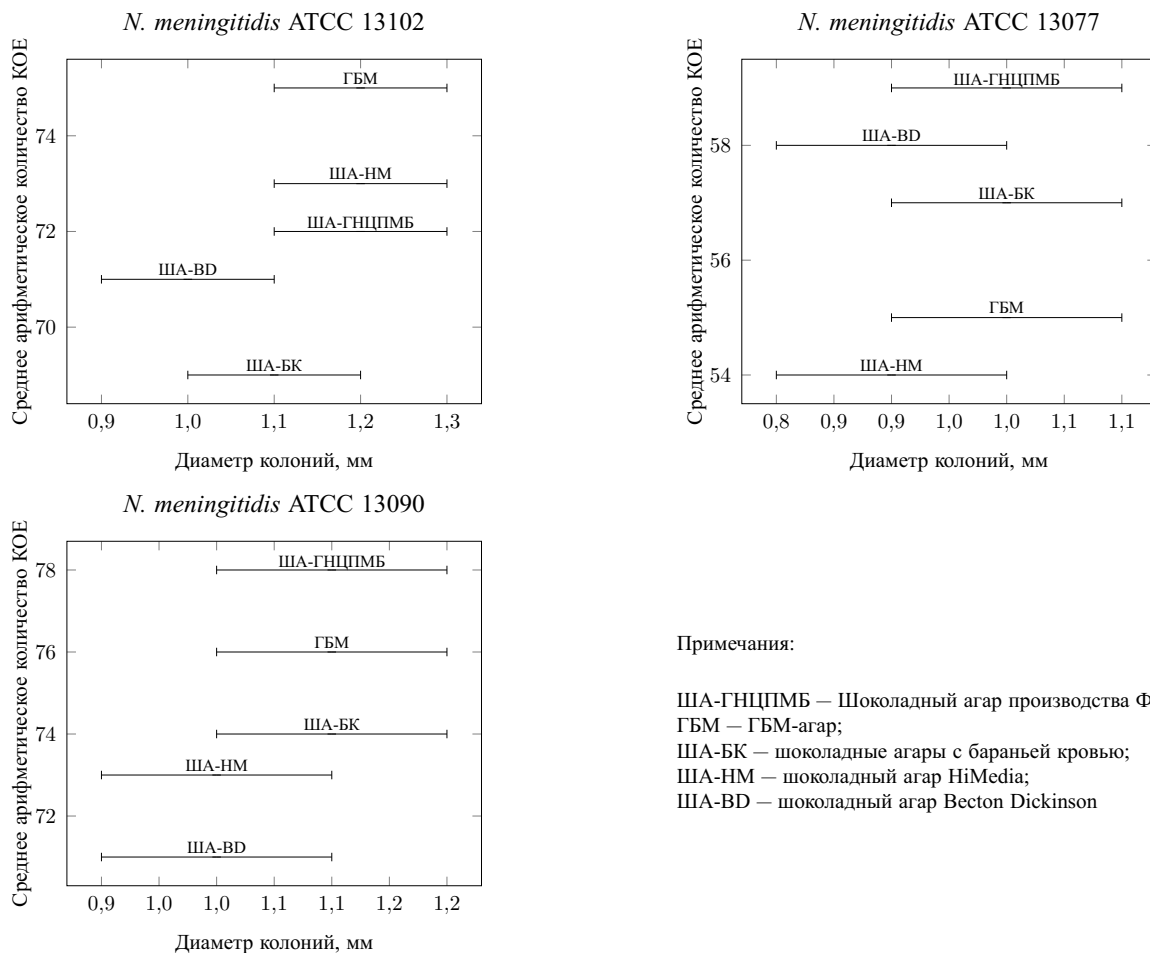 N. meningitidis ATCC 13102
Среднее арифметическое количество КОЕ
74
72
70
ГБМ
ША-HM
ША-ГНЦПМБ
ША-BD
ША-БК
0,9 1,0 1,1 1,2 1,3
Диаметр колоний, мм
N. meningitidis ATCC 13077
Среднее арифметическое количество КОЕ
58
56
54
ША-ГНЦПМБ
ША-BD
ША-БК
ГБМ
ША-HM
0,8 0,9 0,9 1,0 1,0 1,1 1,1
Диаметр колоний, мм
N. meningitidis ATCC 13090
Среднее арифметическое количество КОЕ
78
76
74
72
ША-ГНЦПМБ
ГБМ
ША-БК
ША-HM
ША-BD
0,9 1,0 1,0 1,1 1,1 1,2 1,2
Диаметр колоний, мм
Примечания:
ША-ГНЦПМБ — Шоколадный агар производства
ГБМ — ГБМ-агар;
ША-БК — шоколадные агары с бараньей кровью;
ША-HM — шоколадный агар HiMedia;
ША-BD — шоколадный агар Becton Dickinson